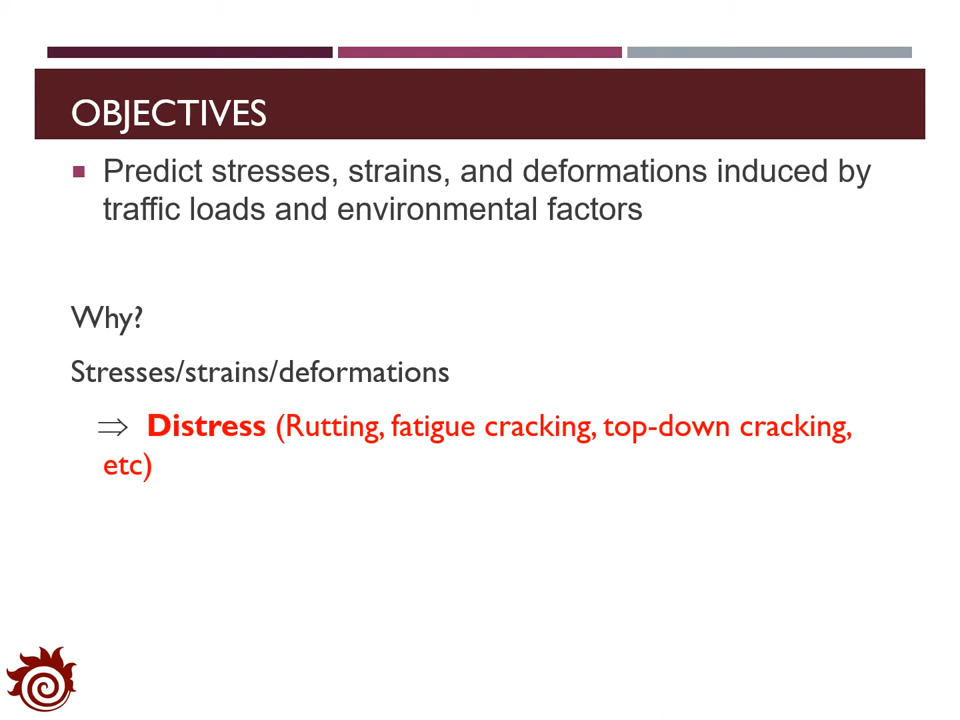 OBJECTIVES
▪ Predict stresses, strains, and deformations induced by
traffic loads and environmental factors
Why?
Stresses/strains/deformations
⇒ Distress (Rutting, fatigue cracking, top-down cracking,
etc)